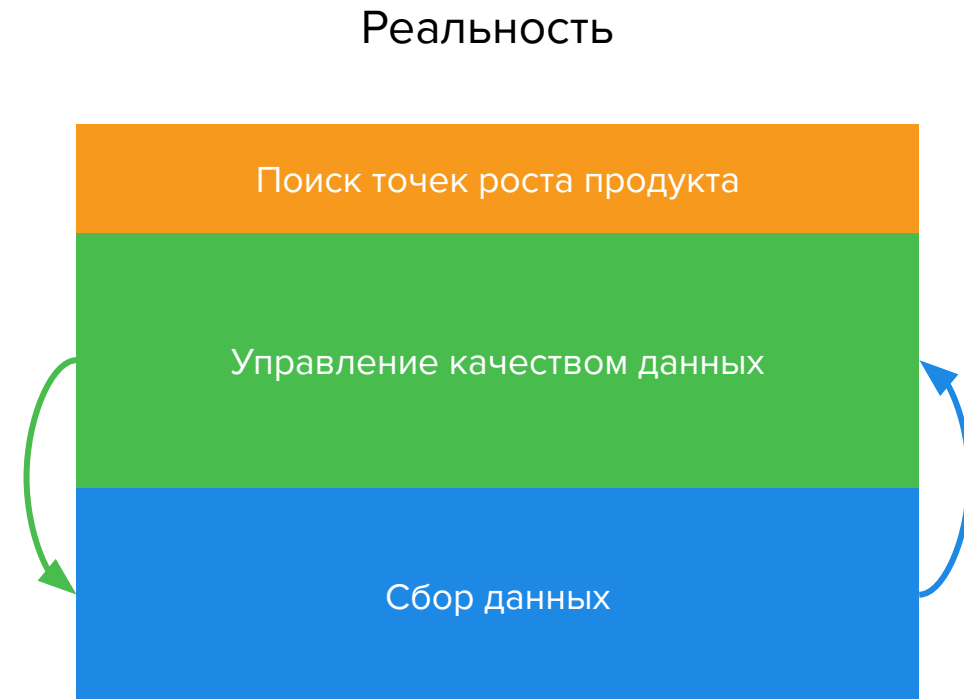 Реальность
Поиск точек роста продукта
Управление качеством данных
Сбор данных